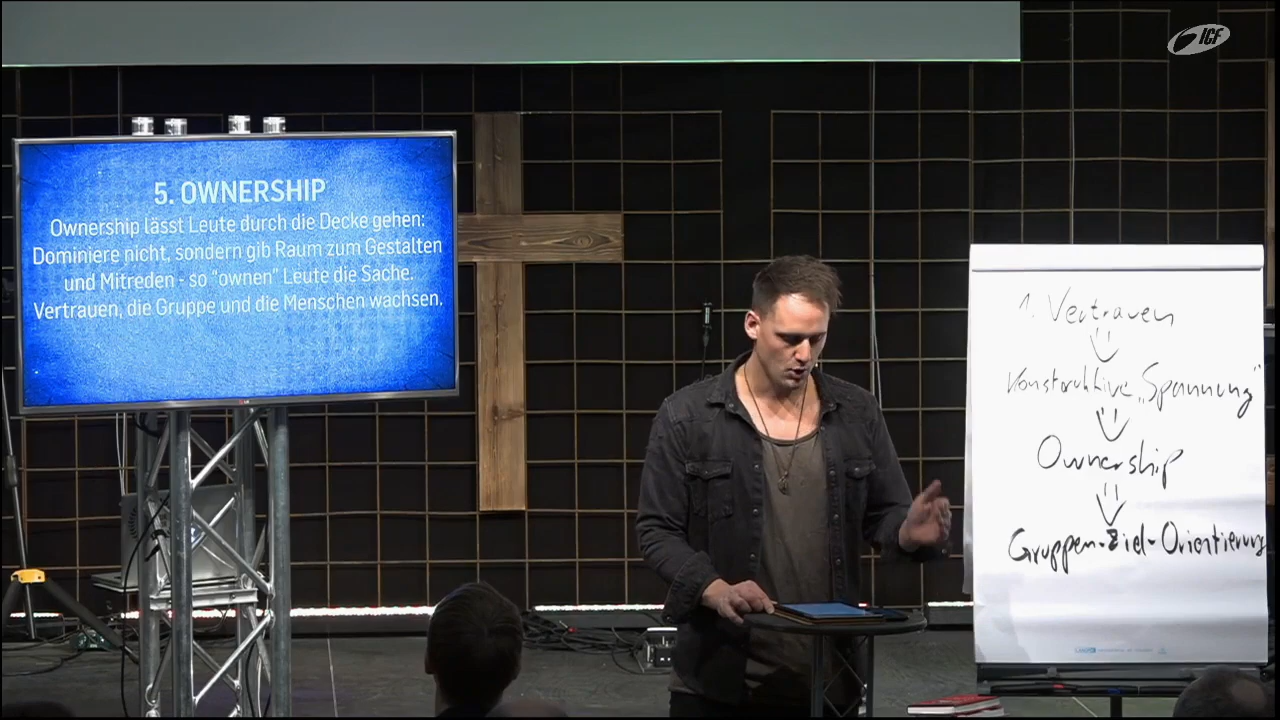 ICF
5. OWNERSHIP
Ownership lässt Leute durch die Decke gehen:
Dominiere nicht, sondern gib Raum zum Gestalten
und Mitreden - so "ownen" Leute die Sache.
Vertrauen, die Gruppe und die Menschen wachsen.
1. Vertrauen
Konstruktive „Spannung"
Ownership
Gruppen-Ziel-Orientierung